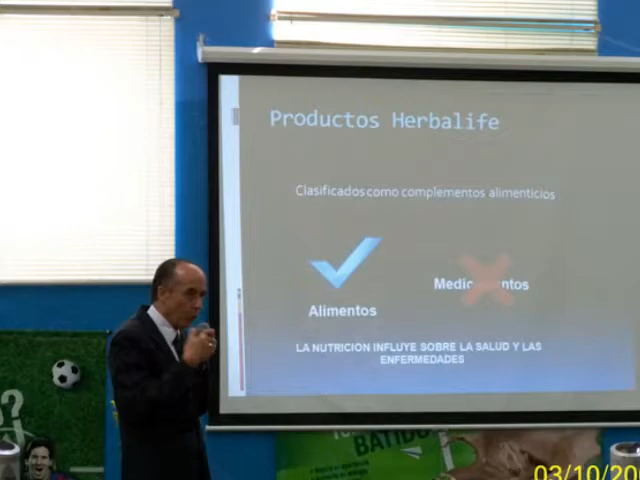 Productos Herbalife
Clasificados como complementos alimenticios
Alimentos
LA NUTRICION INFLUYE SOBRE LA SALUD Y LAS
ENFERMEDADES
BATIDO
?
03/10/20